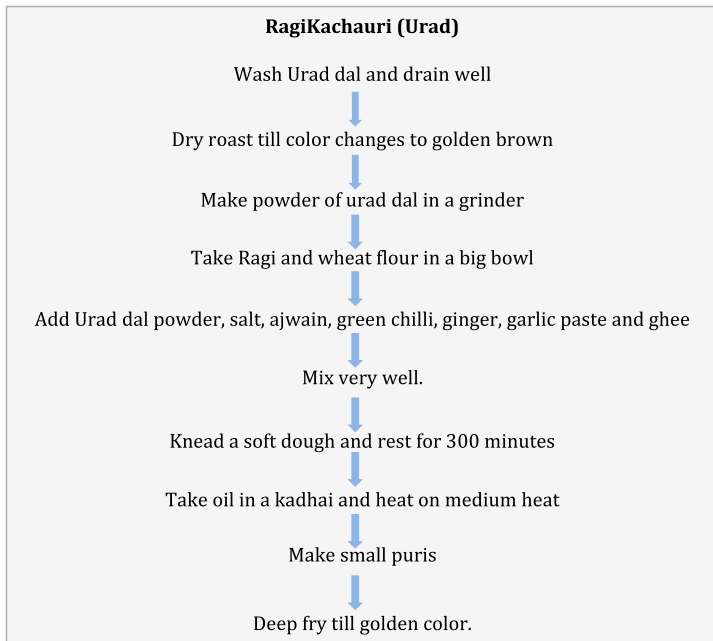 RagiKachauri (Urad)
Wash Urad dal and drain well
Dry roast till color changes to golden brown
Make powder of urad dal in a grinder
Take Ragi and wheat flour in a big bowl
Add Urad dal powder, salt, ajwain, green chilli, ginger, garlic paste and ghee
Mix very well.
Knead a soft dough and rest for 300 minutes
Take oil in a kadhai and heat on medium heat
Make small puris
Deep fry till golden color.